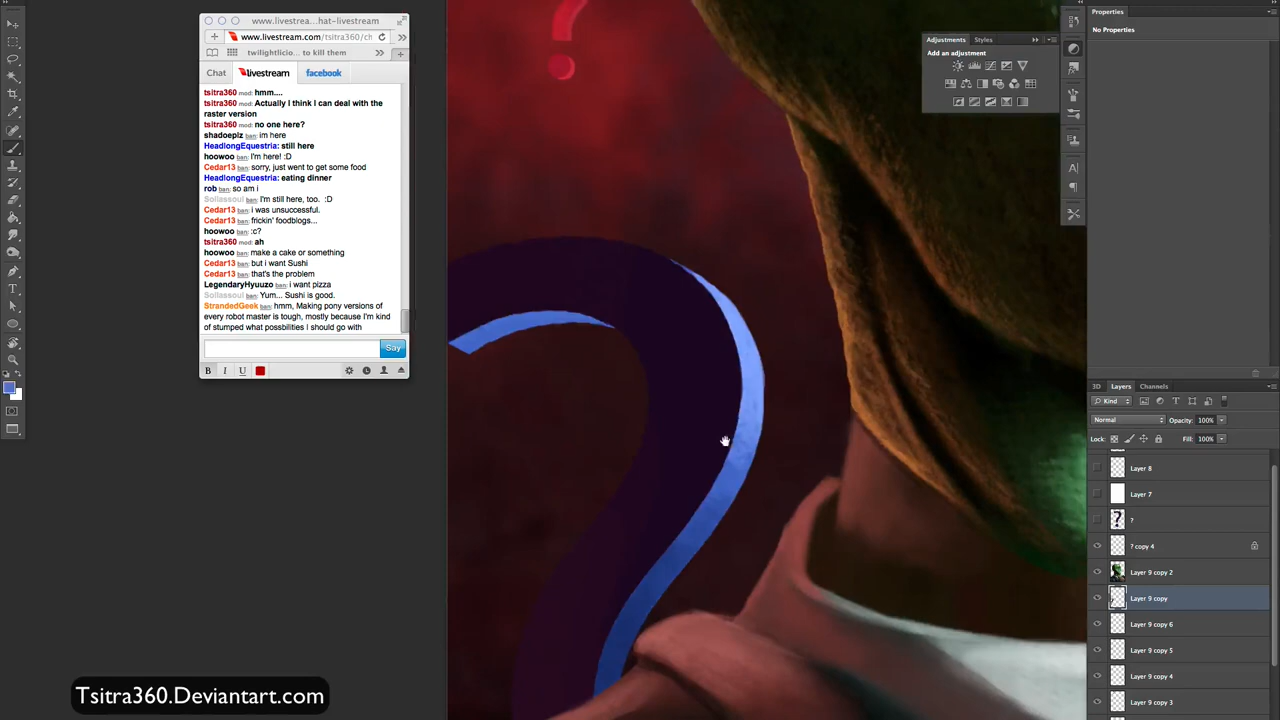 www.livestrea...hat-livestream
www.livestream.com/tsitra360/ch
twilightlicio... to kill them
Chat
livestream
facebook
tsitra360 mod: hmm....
tsitra360 mod: Actually i think I can deal with the
raster version
tsitra360 mod: no one here?
shadoepiz ban: im here
HeadlongEquestria: still here
hoowoo ban: I'm here! :D
Cedar13 ban: sorry, just went to get some food
HeadlongEquestria: eating dinner
rob ban: so am i
Sollassoul ban: I'm still here, too. :D
Cedar13 ban: i was unsuccessful.
Cedar13 ban: frickin' foodblogs...
hoowoo ban: :c?
tsitra360 mod: ah
hoowoo ban: make a cake or something
Cedar13 ban: but i want Sushi
Cedar13 ban: that's the problem
LegendaryHyuuzo ban: i want pizza
Sollassoul ban: Yum... Sushi is good.
StrandedGeek ban: hmm, Making pony versions of
every robot master is tough, mostly because I'm kind
of stumped what possbilities I should go with
Say
B I U
Tsitra360.Deviantart.com
? ?
Properties
No Properties
Adjustments Styles
Add an adjustment
3D Layers Channels
Kind
Normal Opacity: 100%
Lock: Fill: 100%
Layer 8
Layer 7
?
? copy 4
Layer 9 copy 2
Layer 9 copy
Layer 9 copy 6
Layer 9 copy 5
Layer 9 copy 4
Layer 9 copy 3